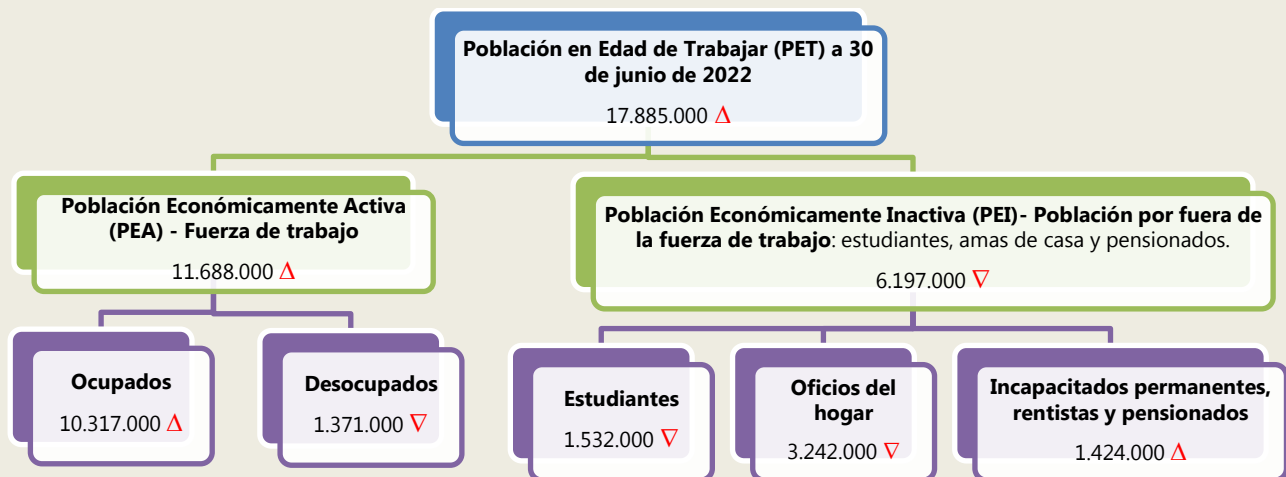 Población en Edad de Trabajar (PET) a 30
de junio de 2022
17.885.000 Δ
Población Económicamente Activa
(PEA) - Fuerza de trabajo
11.688.000 Δ
Población Económicamente Inactiva (PEI)- Población por fuera de
la fuerza de trabajo: estudiantes, amas de casa y pensionados.
6.197.000 ∇
Ocupados
10.317.000 Δ
Desocupados
1.371.000 ∇
Estudiantes
1.532.000 ∇
Oficios del
hogar
3.242.000 ∇
Incapacitados permanentes,
rentistas y pensionados
1.424.000 Δ